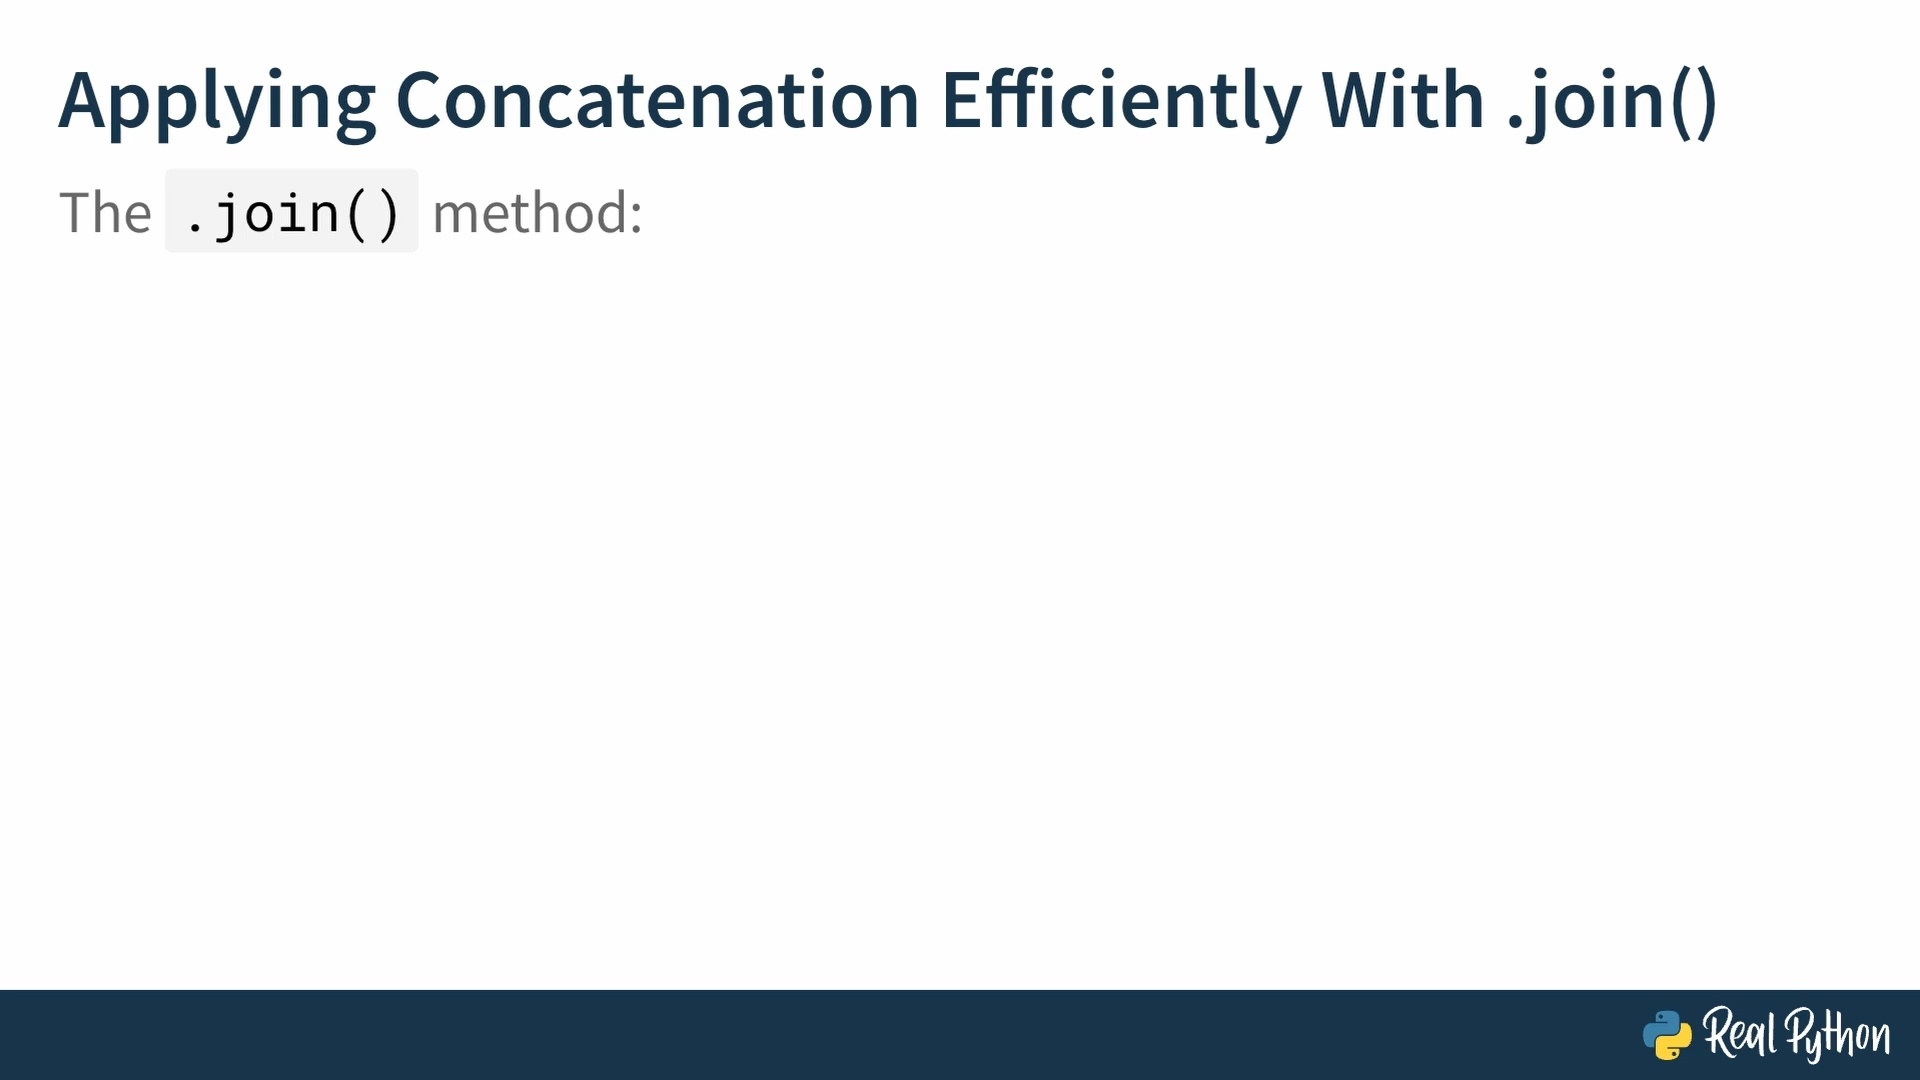 Applying Concatenation Efficiently With .join()
The .join() method:
Real Python